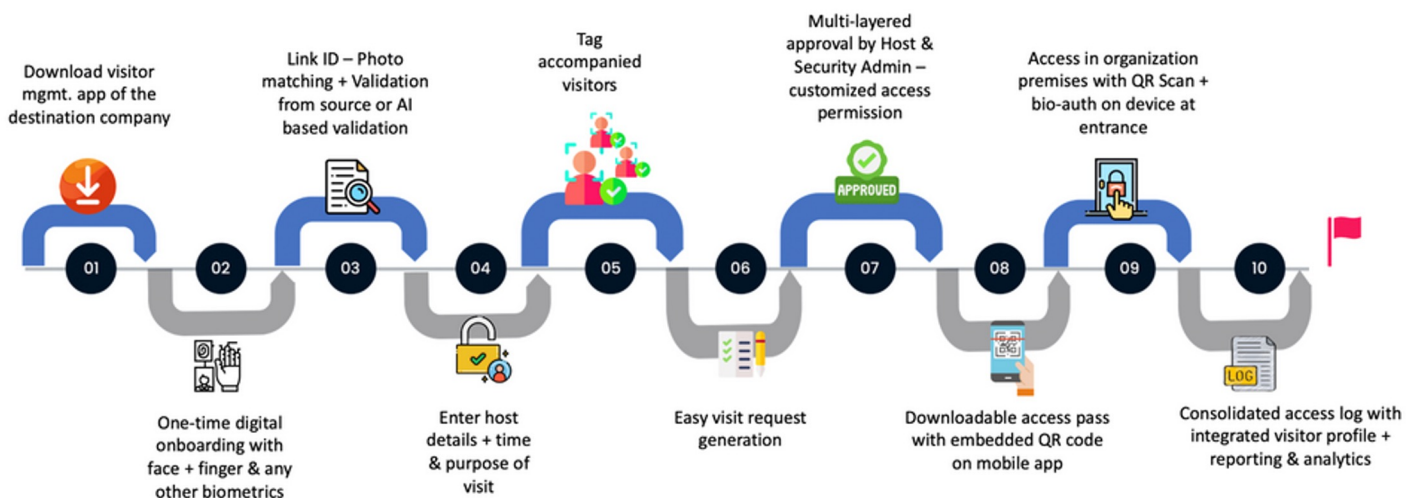 Download visitor
mgmt. app of the
destination company
01
One-time digital
onboarding with
face + finger & any
other biometrics
02
Link ID – Photo
matching + Validation
from source or AI
based validation
03
Enter host
details + time
& purpose of
visit
04
Tag
accompanied
visitors
05
Easy visit request
generation
06
Multi-layered
approval by Host &
Security Admin –
customized access
permission
APPROVED
07
Downloadable access pass
with embedded QR code
on mobile app
08
Access in organization
premises with QR Scan +
bio-auth on device at
entrance
09
LOG
Consolidated access log with
integrated visitor profile +
reporting & analytics
10